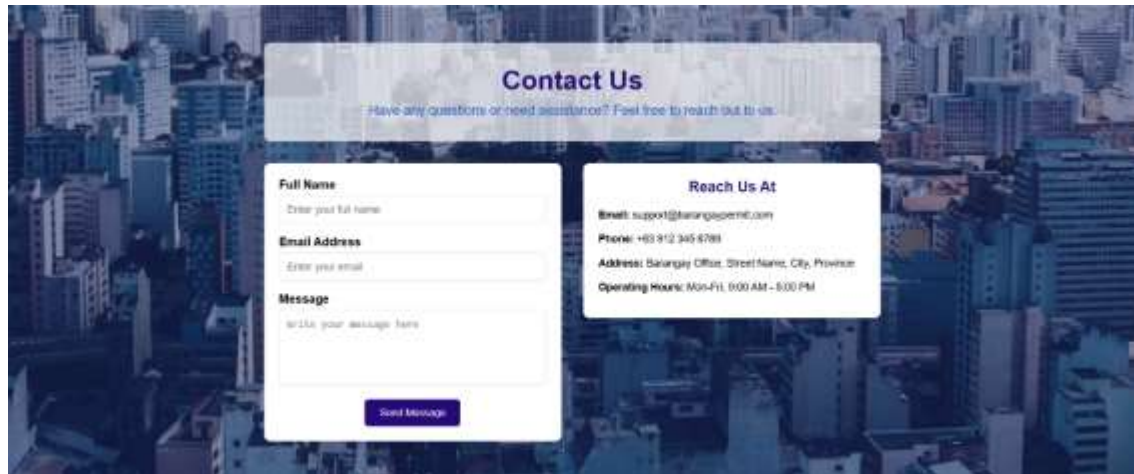 Contact Us
Have any questions or need assistance? Feel free to reach out to us.
Full Name
Enter your full name
Email Address
Enter your email
Message
Write your message here
Send Message
Reach Us At
Email: support@barangaypermit.com
Phone: +63 912 345 6789
Address: Barangay Office, Street Name, City, Province
Operating Hours: Mon-Fri, 9:00 AM - 5:00 PM